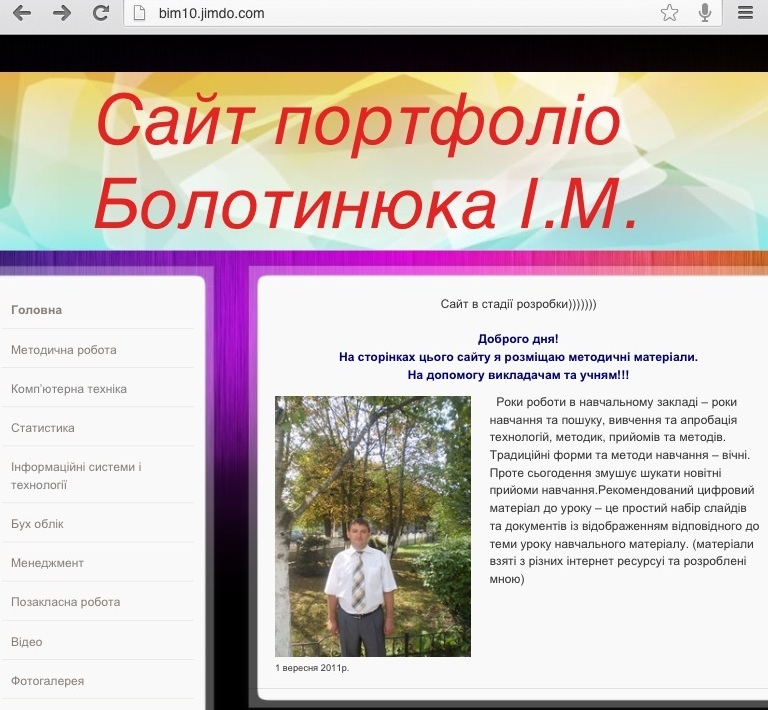 bim10.jimdo.com
Сайт портфоліо
Болотинюка І.М.
Головна
Методична робота
Комп'ютерна техніка
Статистика
Інформаційні системи і
технології
Бух облік
Менеджмент
Позакласна робота
Відео
Фотогалерея
Сайт в стадії розробки)))))))
Доброго дня!
На сторінках цього сайту я розміщаю методичні матеріали.
На допомогу викладачам та учням!!!
Роки роботи в навчальному закладі – роки
навчання та пошуку, вивчення та апробація
технологій, методик, прийомів та методів.
Традиційні форми та методи навчання – вічні.
Проте сьогодення змушує шукати новітні
прийоми навчання.Рекомендований цифровий
матеріал до уроку – це простий набір слайдів
та документів із відображенням відповідного до
теми уроку навчального матеріалу. (матеріали
взяті з різних інтернет ресурсуі та розроблені
мною)
1 вересня 2011р.